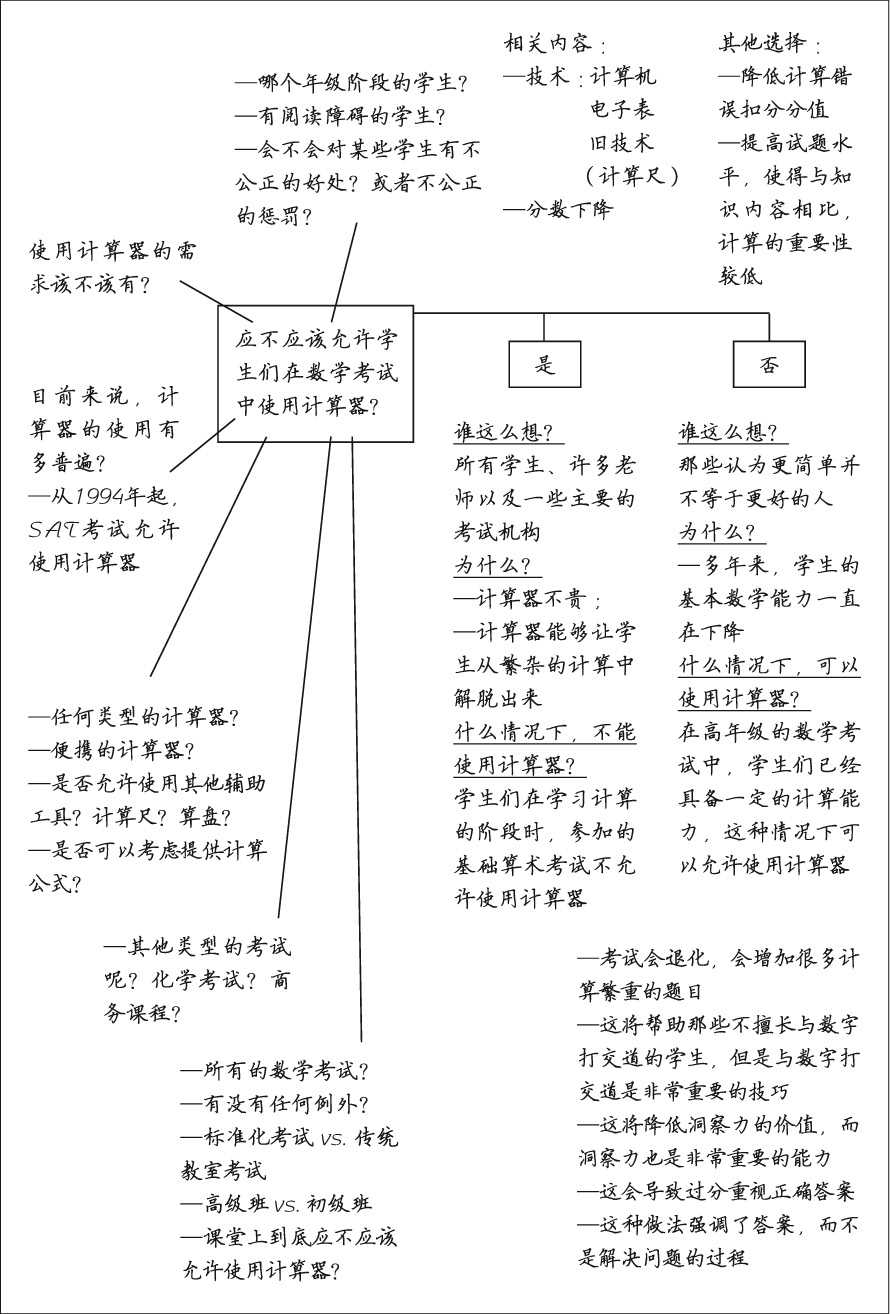 —哪个年级阶段的学生？
—有阅读障碍的学生？
—会不会对某些学生有不
公正的好处？或者不公正
的惩罚？
相关内容：
—技术：计算机
电子表
旧技术
（计算尺）
—分数下降
其他选择：
—降低计算错
误扣分分值
—提高试题水
平，使得与知
识内容相比，
计算的重要性
较低
使用计算器的需
求该不该有？
应不应该允许学
生们在数学考试
中使用计算器？
是
否
目前来说，计
算器的使用有
多普遍？
—从1994年起，
SAT考试允许
使用计算器
谁这么想？
所有学生、许多老
师以及一些主要的
考试机构
为什么？
—计算器不贵；
—计算器能够让学
生从繁杂的计算中
解脱出来
什么情况下，不能
使用计算器？
学生们在学习计算
的阶段时，参加的
基础算术考试不允
许使用计算器
谁这么想？
那些认为更简单并
不等于更好的人
为什么？
—多年来，学生的
基本数学能力一直
在下降
什么情况下，可以
使用计算器？
在高年级的数学考
试中，学生们已经
具备一定的计算能
力，这种情况下可
以允许使用计算器
—任何类型的计算器？
—便携的计算器？
—是否允许使用其他辅助
工具？计算尺？算盘？
—是否可以考虑提供计算
公式？
—其他类型的考试
呢？化学考试？商
务课程？
—所有的数学考试？
—有没有任何例外？
—标准化考试 vs. 传统
教室考试
—高级班 vs. 初级班
—课堂上到底应不应该
允许使用计算器？
—考试会退化，会增加很多计
算繁重的题目
—这将帮助那些不擅长与数字
打交道的学生，但是与数字打
交道是非常重要的技巧
—这将降低洞察力的价值，而
洞察力也是非常重要的能力
—这会导致过分重视正确答案
—这种做法强调了答案，而不
是解决问题的过程